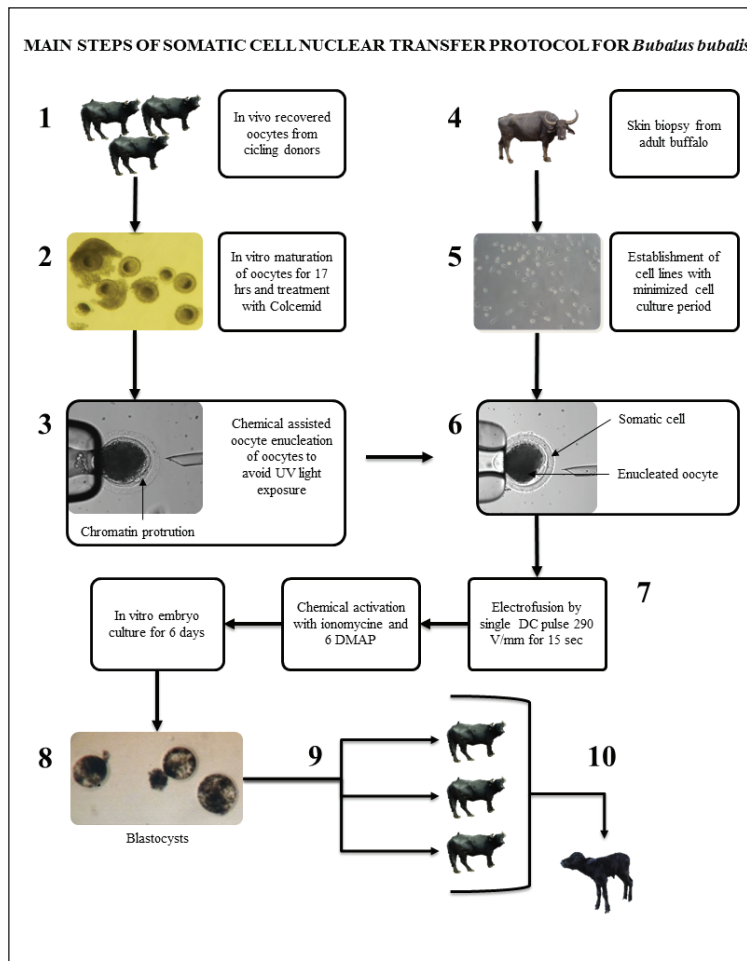 MAIN STEPS OF SOMATIC CELL NUCLEAR TRANSFER PROTOCOL FOR Bubalus bubalis
1
In vivo recovered
oocytes from
cicling donors
4
Skin biopsy from
adult buffalo
2
In vitro maturation
of oocytes for 17
hrs and treatment
with Colcemid
5
Establishment of
cell lines with
minimized cell
culture period
3
Chemical assisted
oocyte enucleation
of oocytes to
avoid UV light
exposure
Chromatin protrution
6
Somatic cell
Enucleated oocyte
7
Electrofusion by
single DC pulse 290
V/mm for 15 sec
Chemical activation
with ionomycine and
6 DMAP
In vitro embryo
culture for 6 days
8
Blastocysts
9
10